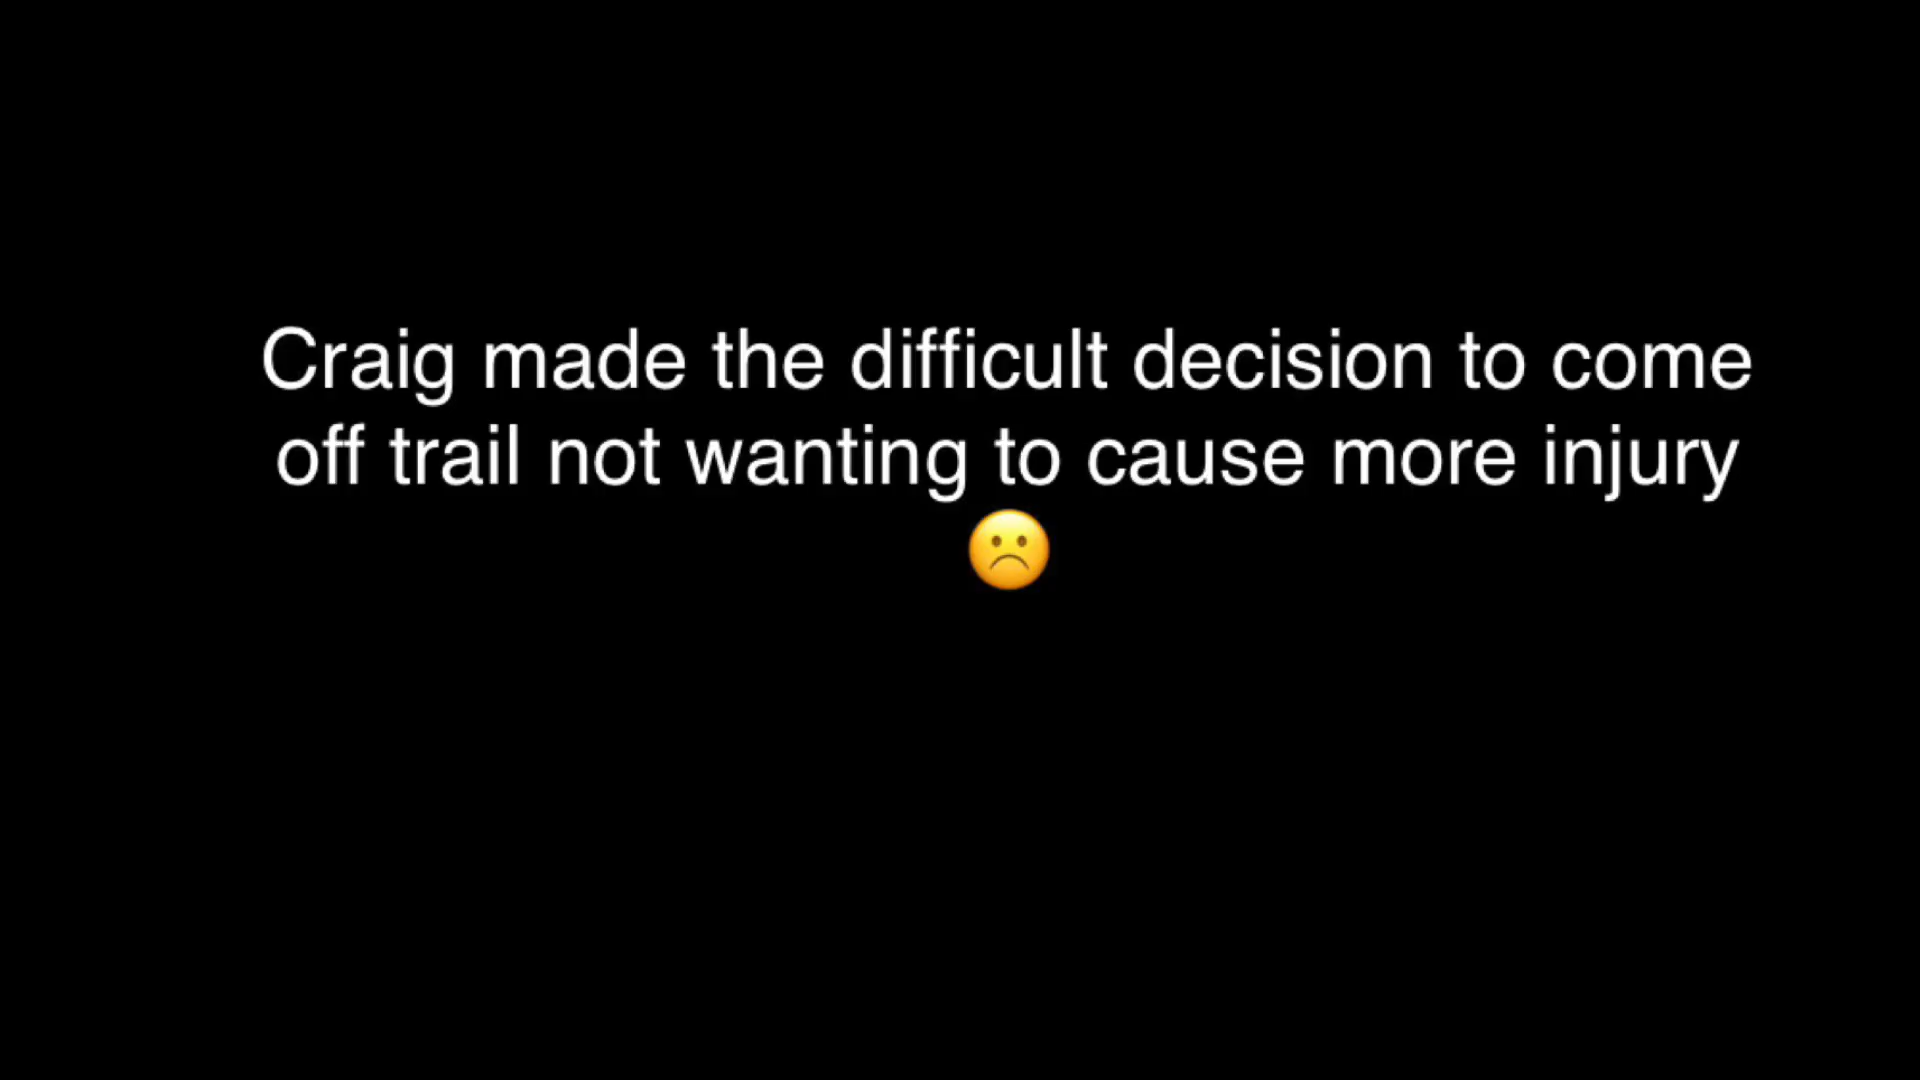 Craig made the difficult decision to come
off trail not wanting to cause more injury
☹️